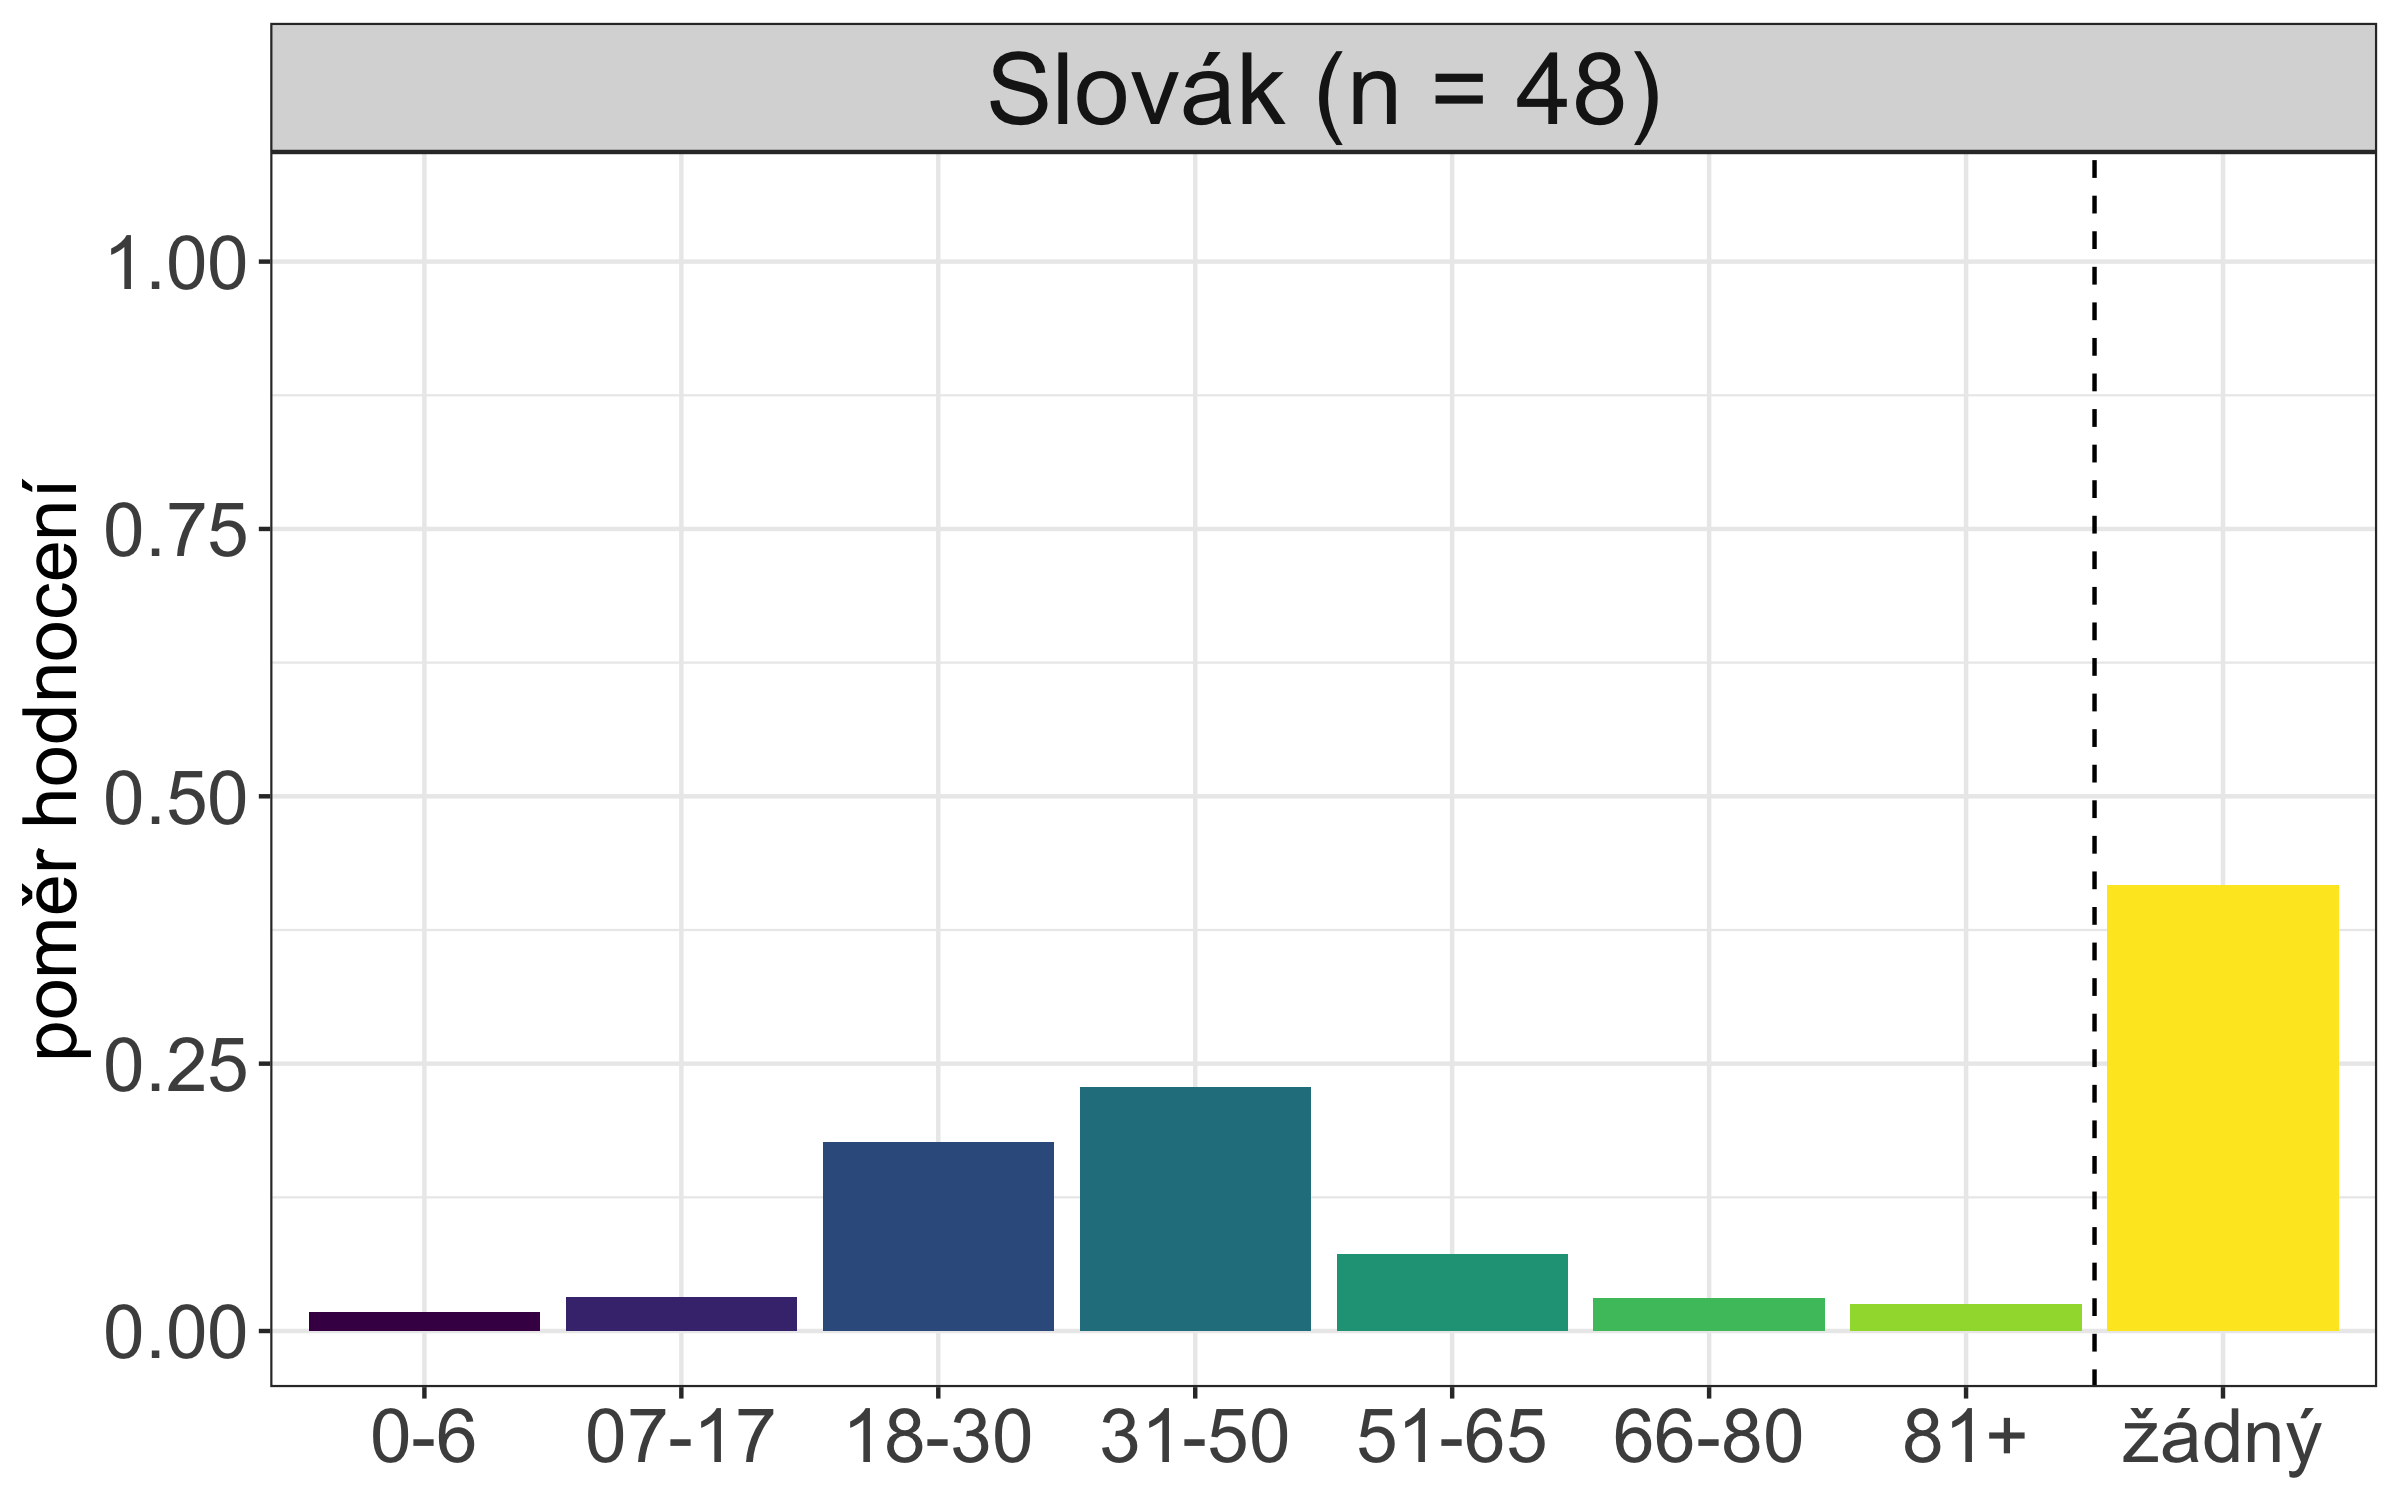 Slovák (n = 48)
poměr hodnocení
1.00
0.75
0.50
0.25
0.00
0-6 07-17 18-30 31-50 51-65 66-80 81+ žádný